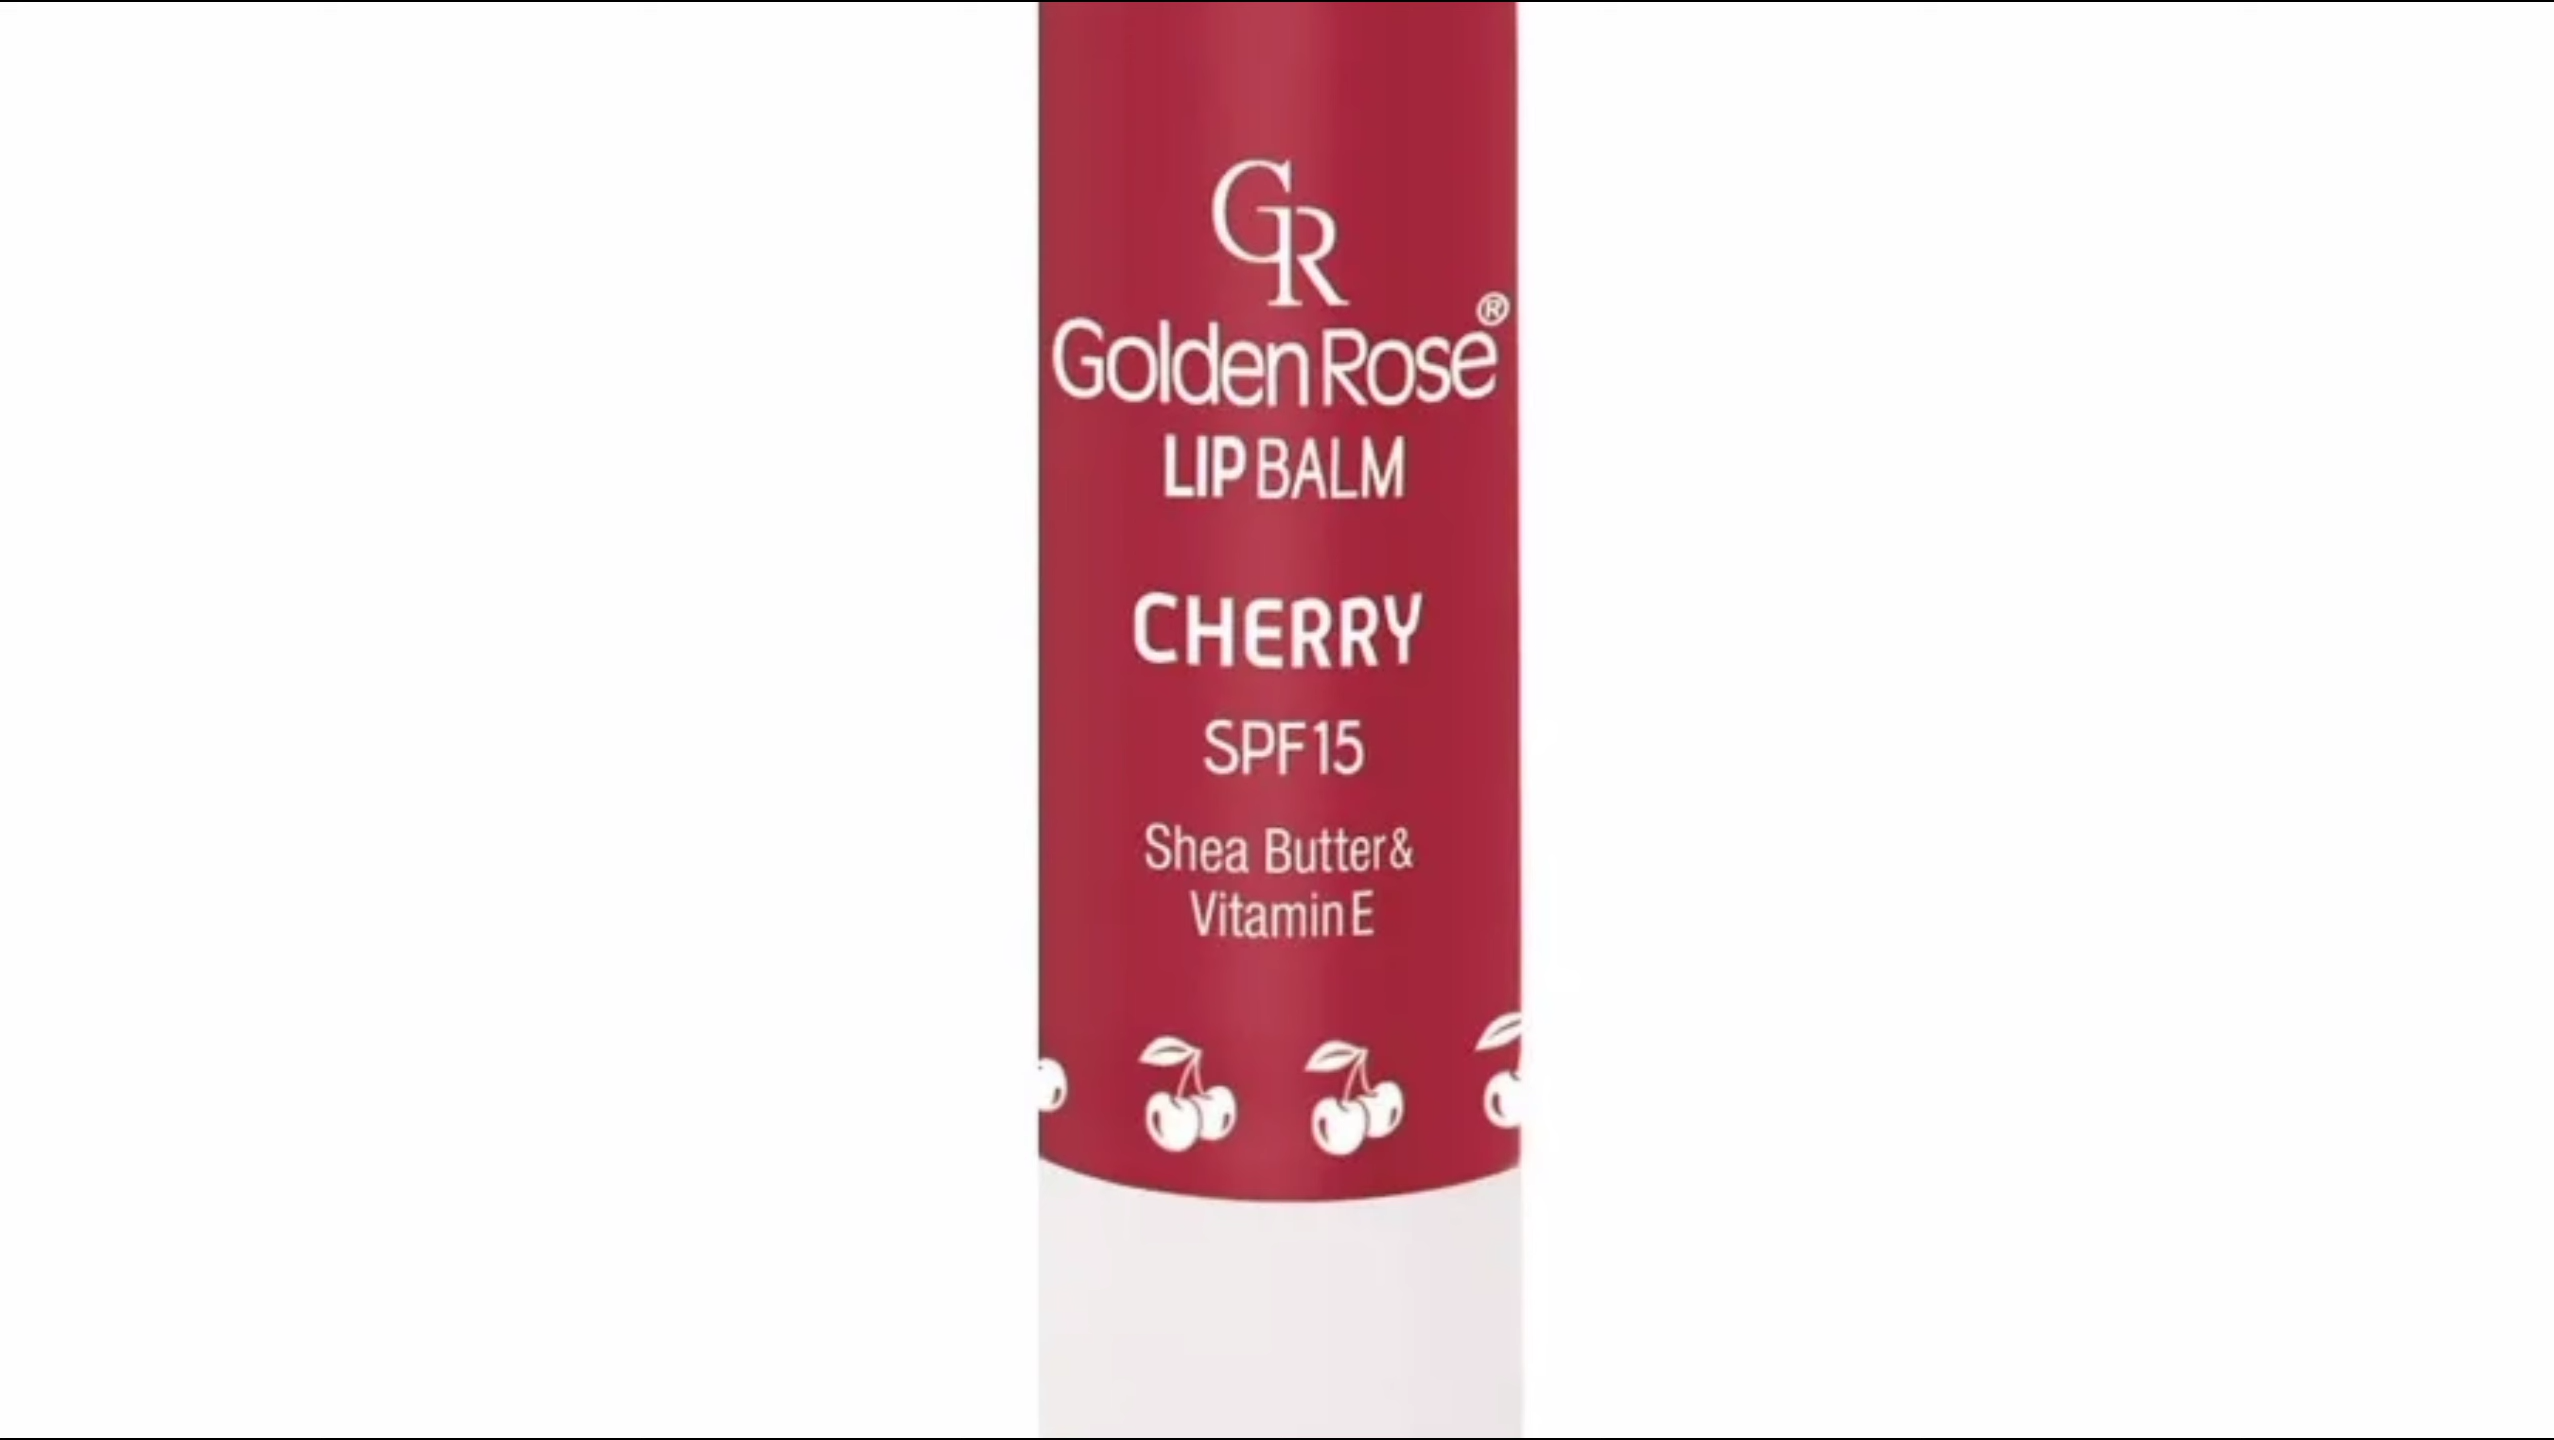 GR
Golden Rose®
LIP BALM
CHERRY
SPF15
Shea Butter &
Vitamin E